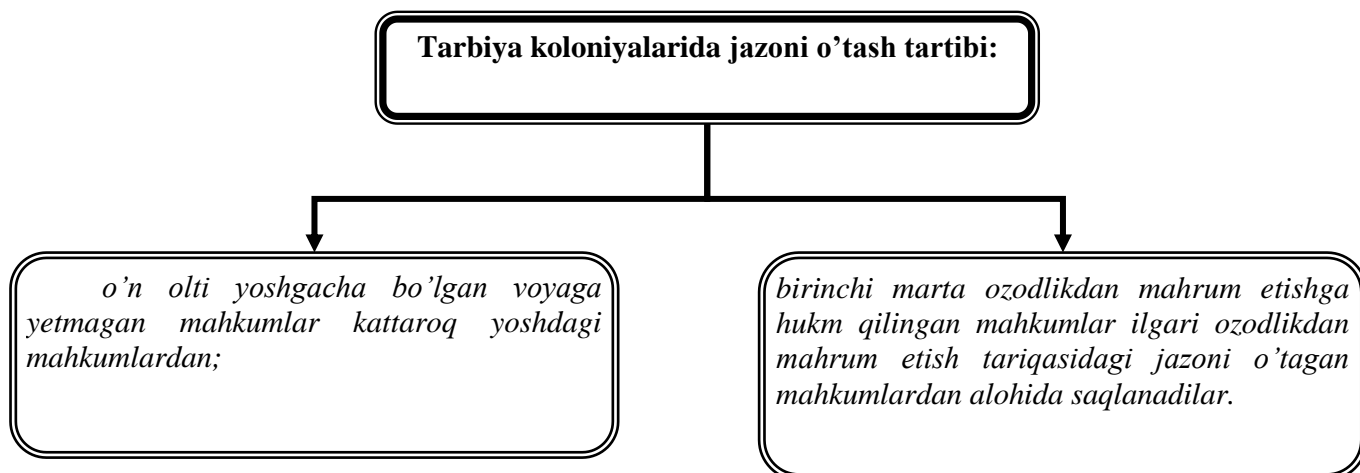 Tarbiya koloniyalarida jazoni o’tash tartibi:
o’n olti yoshgacha bo’lgan voyaga
yetmagan mahkumlar kattaroq yoshdagi
mahkumlardan;
birinchi marta ozodlikdan mahrum etishga
hukm qilingan mahkumlar ilgari ozodlikdan
mahrum etish tariqasidagi jazoni o’tagan
mahkumlardan alohida saqlanadilar.